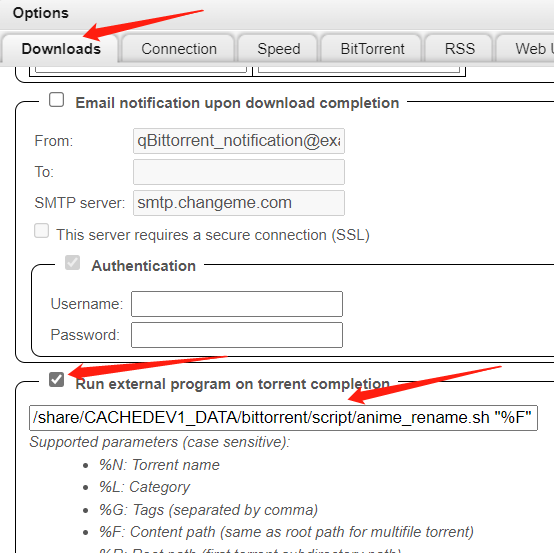 Options
Downloads Connection Speed BitTorrent RSS Web U
Email notification upon download completion
From: qBittorrent_notification@exa
To:
SMTP server: smtp.changeme.com
This server requires a secure connection (SSL)
Authentication
Username:
Password:
Run external program on torrent completion
/share/CACHEDEV1_DATA/bittorrent/script/anime_rename.sh "%F"
Supported parameters (case sensitive):
• %N: Torrent name
• %L: Category
• %G: Tags (separated by comma)
• %F: Content path (same as root path for multifile torrent)